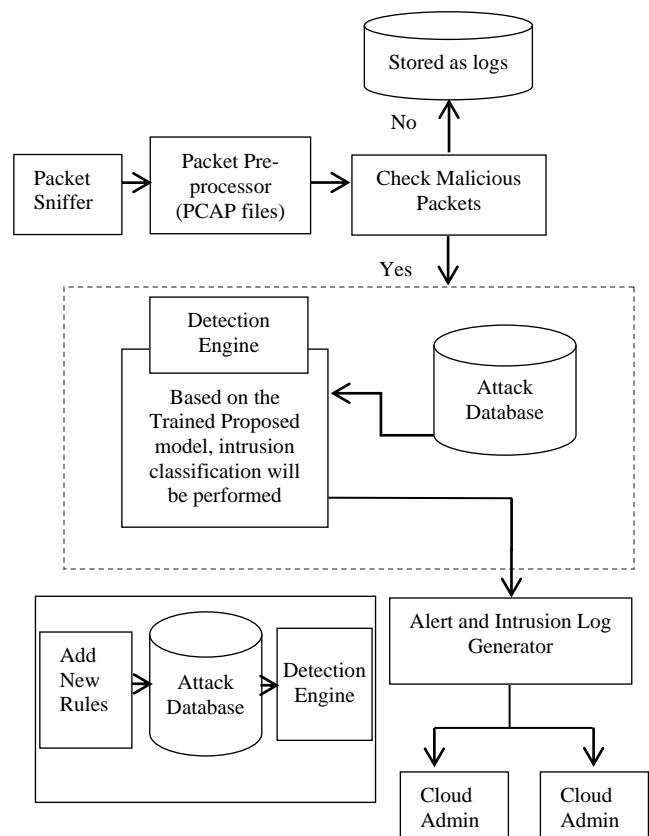 Stored as logs
No
Packet
Sniffer
Packet Pre-
processor
(PCAP files)
Check Malicious
Packets
Yes
Detection
Engine
Based on the
Trained Proposed
model, intrusion
classification will
be performed
Attack
Database
Add
New
Rules
Attack
Database
Detection
Engine
Alert and Intrusion Log
Generator
Cloud
Admin
Cloud
Admin